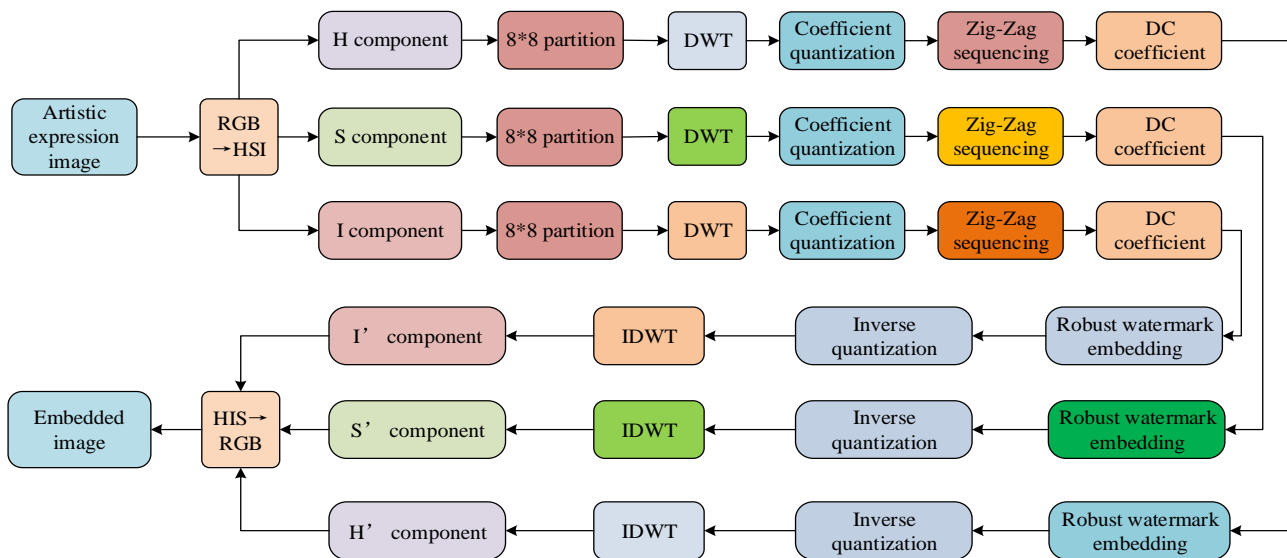 H component
8*8 partition
DWT
Coefficient
quantization
Zig-Zag
sequencing
DC
coefficient
Artistic
expression
image
RGB
→HSI
S component
8*8 partition
DWT
Coefficient
quantization
Zig-Zag
sequencing
DC
coefficient
I component
8*8 partition
DWT
Coefficient
quantization
Zig-Zag
sequencing
DC
coefficient
I’ component
IDWT
Inverse
quantization
Robust watermark
embedding
Embedded
image
HIS→
RGB
S’ component
IDWT
Inverse
quantization
Robust watermark
embedding
H’ component
IDWT
Inverse
quantization
Robust watermark
embedding